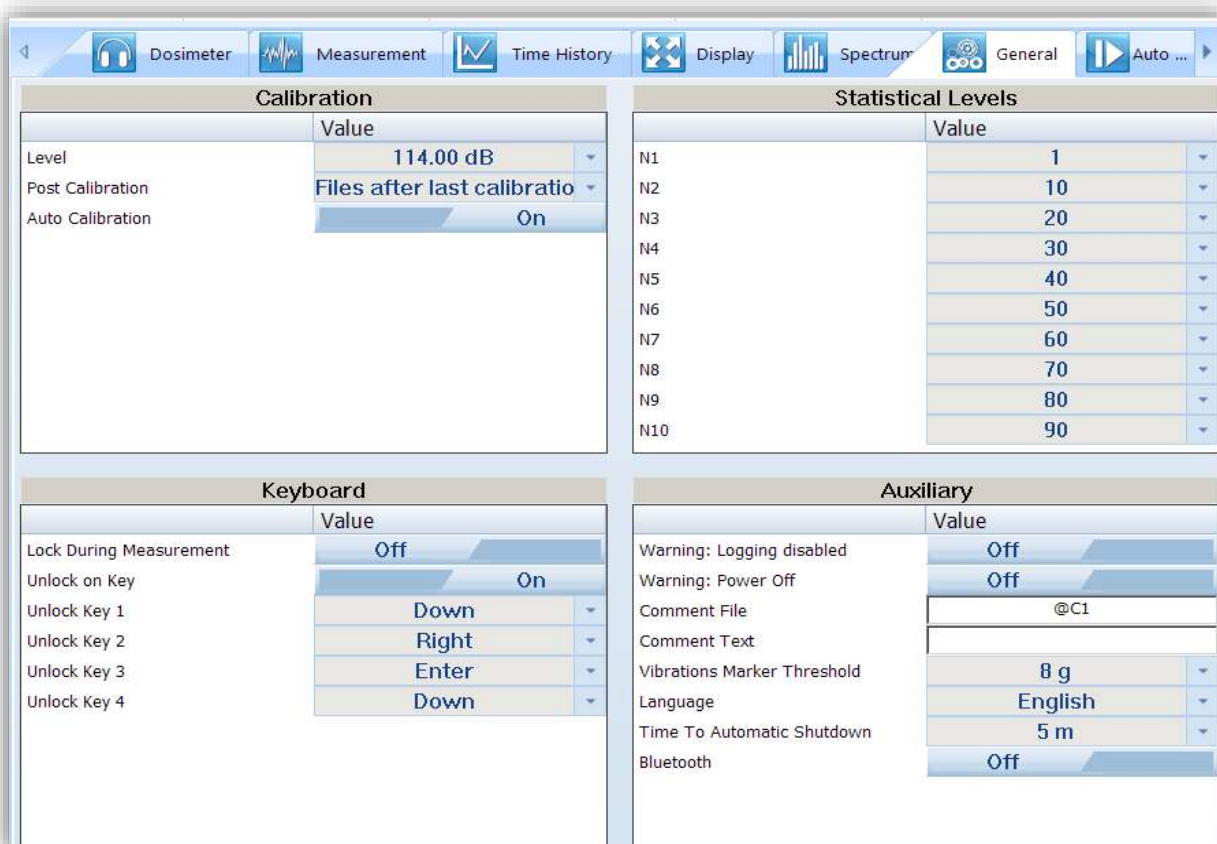 Dosimeter Measurement Time History Display Spectrum General Auto ...
Calibration
Value
Level 114.00 dB
Post Calibration Files after last calibratio
Auto Calibration On
Statistical Levels
Value
N1 1
N2 10
N3 20
N4 30
N5 40
N6 50
N7 60
N8 70
N9 80
N10 90
Keyboard
Value
Lock During Measurement Off
Unlock on Key On
Unlock Key 1 Down
Unlock Key 2 Right
Unlock Key 3 Enter
Unlock Key 4 Down
Auxiliary
Value
Warning: Logging disabled Off
Warning: Power Off Off
Comment File @C1
Comment Text
Vibrations Marker Threshold 8 g
Language English
Time To Automatic Shutdown 5 m
Bluetooth Off